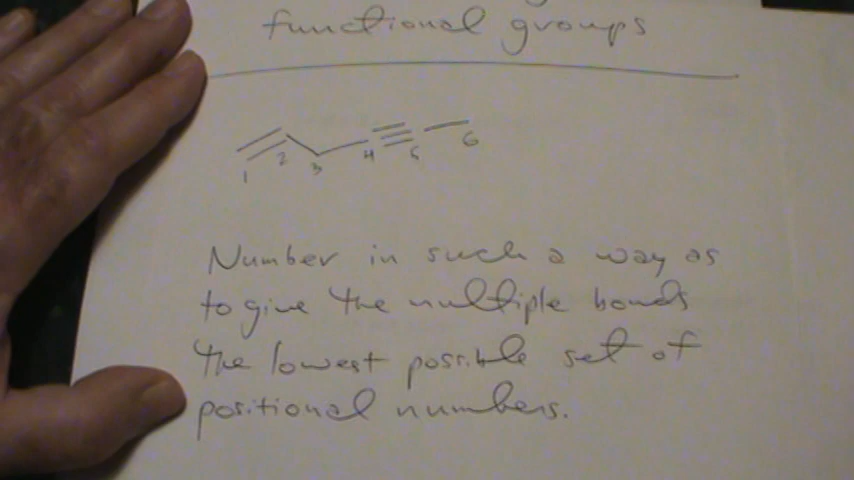 functional groups
1 2 3 4 5 6
Number in such a way as
to give the multiple bonds
the lowest possible set of
positional numbers.